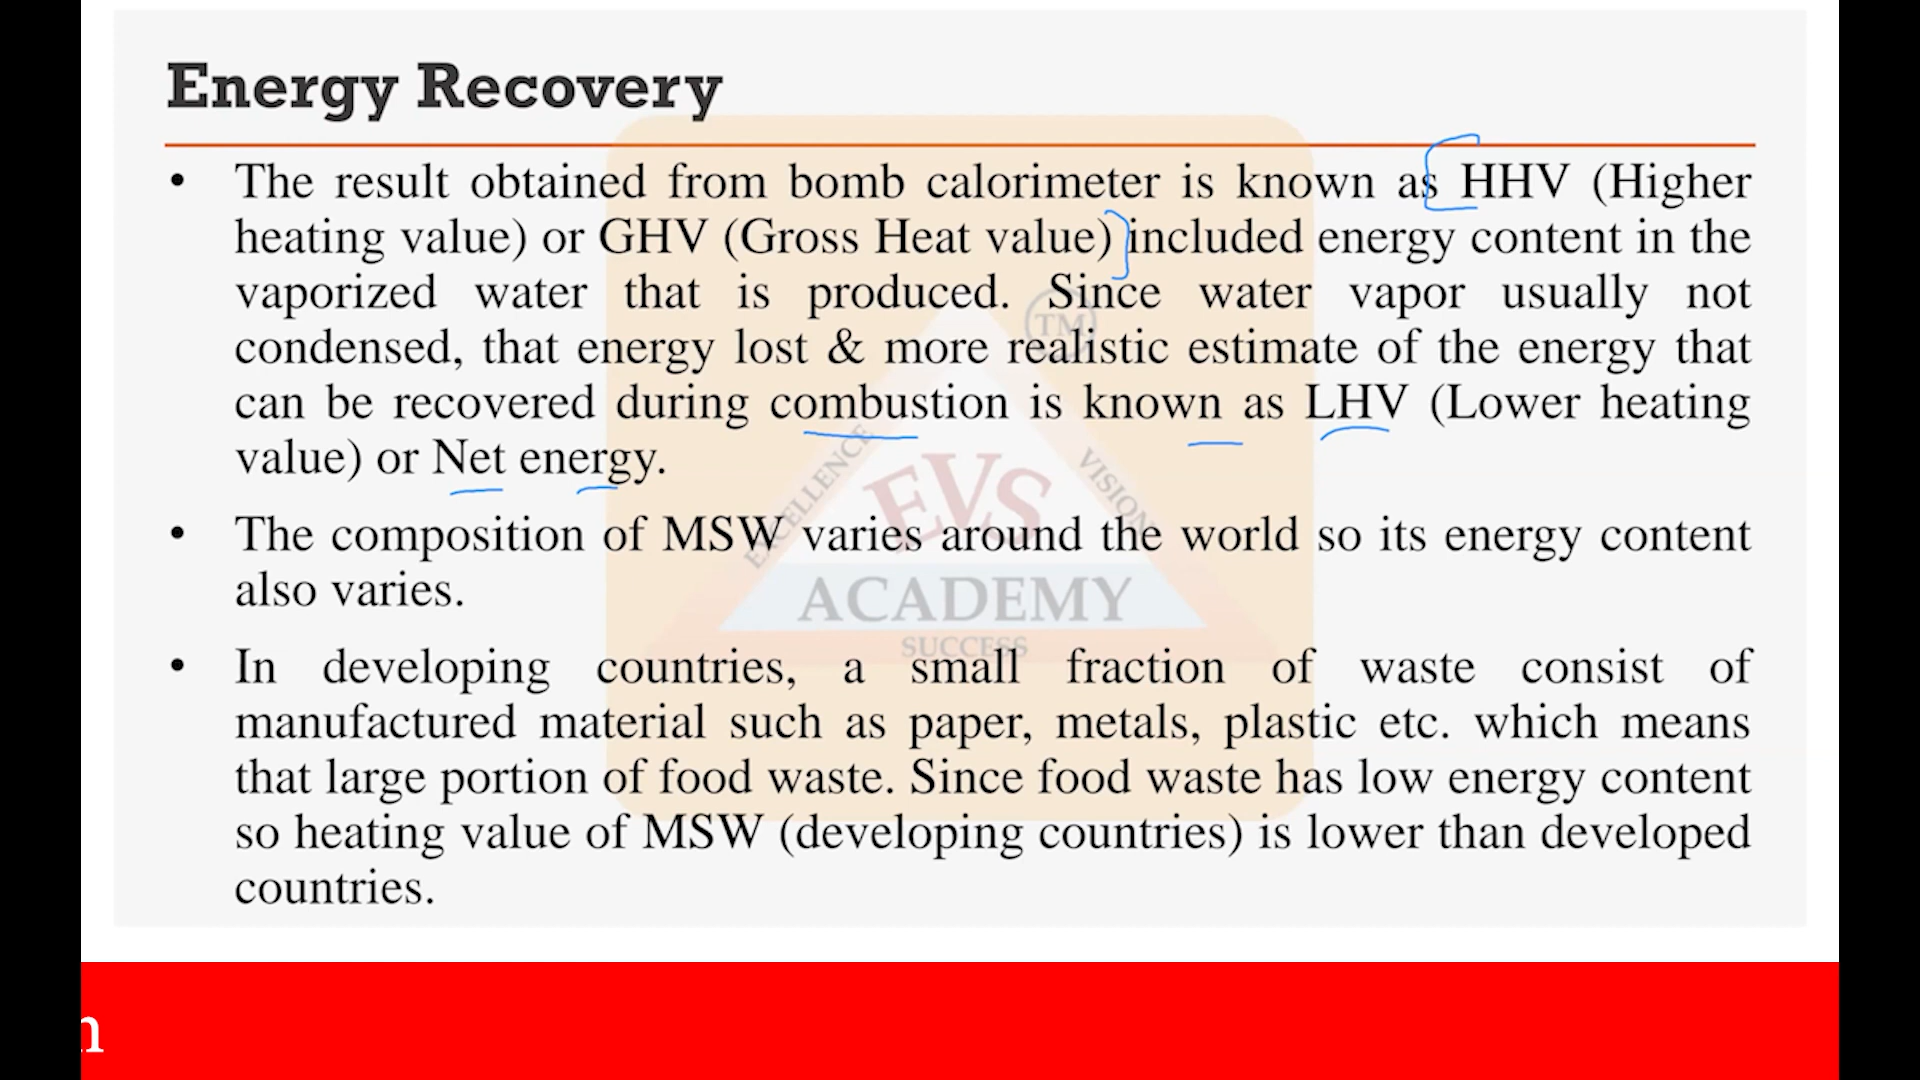 Energy Recovery
• The result obtained from bomb calorimeter is known as HHV (Higher
heating value) or GHV (Gross Heat value) included energy content in the
vaporized water that is produced. Since water vapor usually not
condensed, that energy lost & more realistic estimate of the energy that
can be recovered during combustion is known as LHV (Lower heating
value) or Net energy.
• The composition of MSW varies around the world so its energy content
also varies.
• In developing countries, a small fraction of waste consist of
manufactured material such as paper, metals, plastic etc. which means
that large portion of food waste. Since food waste has low energy content
so heating value of MSW (developing countries) is lower than developed
countries.
TM
EXCELLENCE
VISION
EVS
ACADEMY
SUCCESS
n